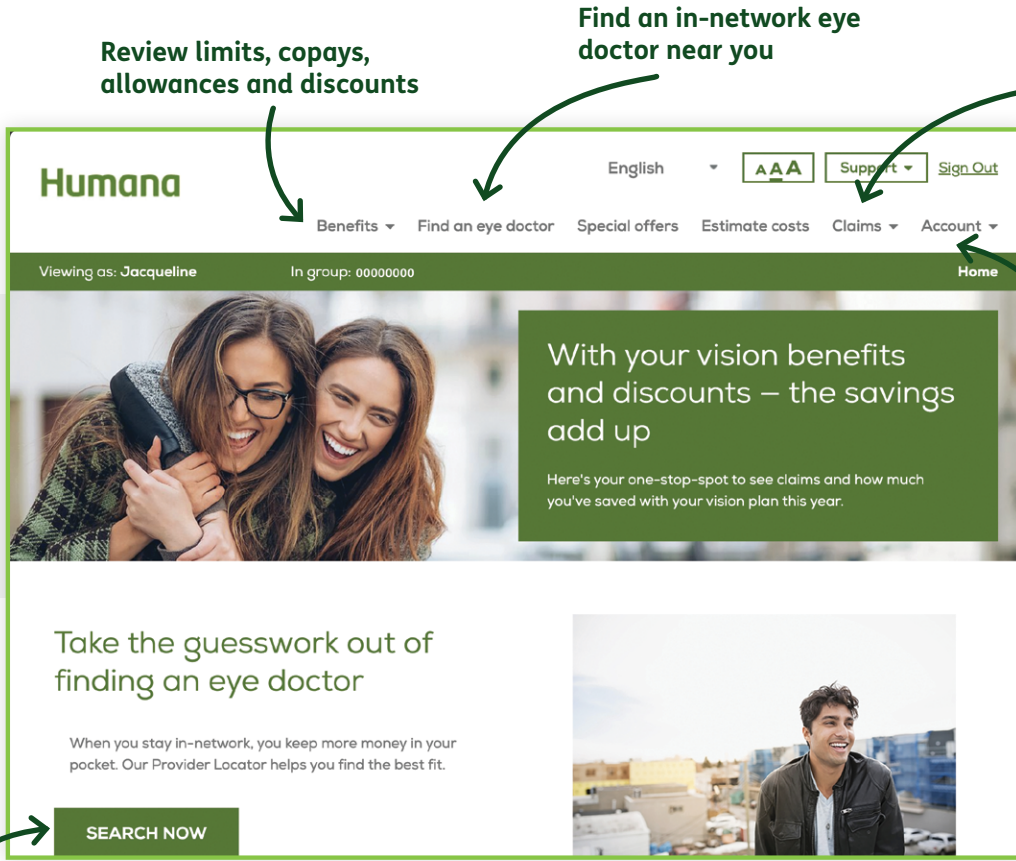 Find an in-network eye
doctor near you
Review limits, copays,
allowances and discounts
Humana
English
AAA
Support
Sign Out
Benefits
Find an eye doctor
Special offers
Estimate costs
Claims
Account
Viewing as: Jacqueline
In group: 00000000
Home
With your vision benefits
and discounts – the savings
add up
Here's your one-stop-spot to see claims and how much
you've saved with your vision plan this year.
Take the guesswork out of
finding an eye doctor
When you stay in-network, you keep more money in your
pocket. Our Provider Locator helps you find the best fit.
SEARCH NOW